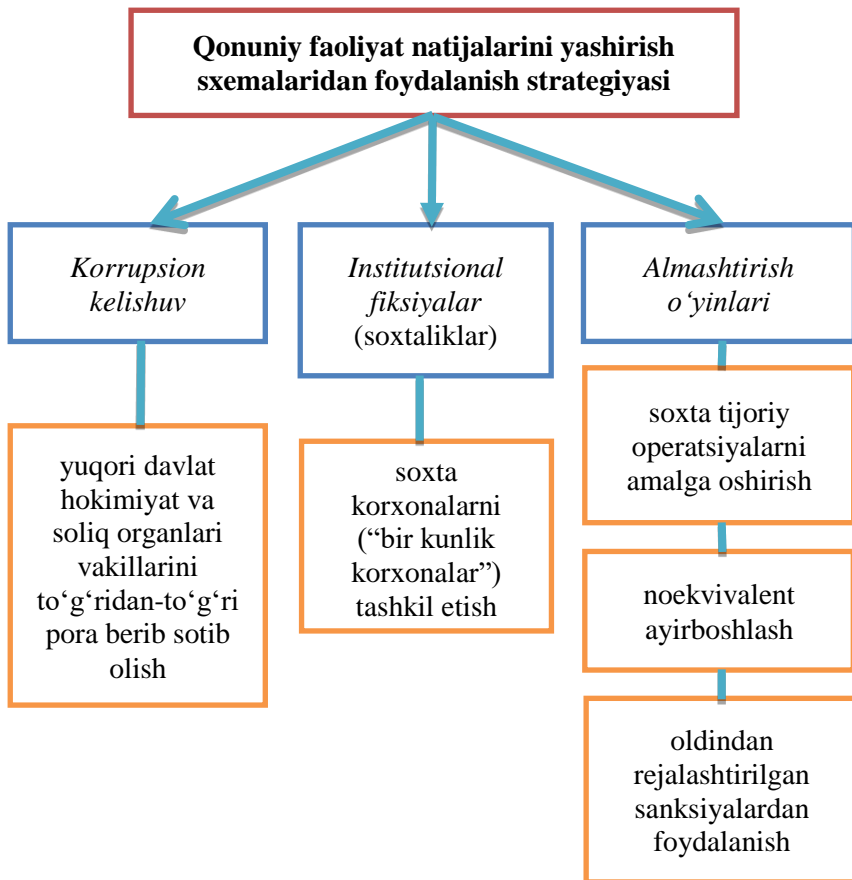 Qonuniy faoliyat natijalarini yashirish
sxemalaridan foydalanish strategiyasi
Korrupsion
kelishuv
Institutsional
fiksiyalar
(soxtaliklar)
Almashtirish
o‘yinlari
yuqori davlat
hokimiyat va
soliq organlari
vakillarini
to‘g‘ridan-to‘g‘ri
pora berib sotib
olish
soxta
korxonalarni
(“bir kunlik
korxonalar”)
tashkil etish
soxta tijoriy
operatsiyalarni
amalga oshirish
noekvivalent
ayirboshlash
oldindan
rejalashtirilgan
sanksiyalardan
foydalanish